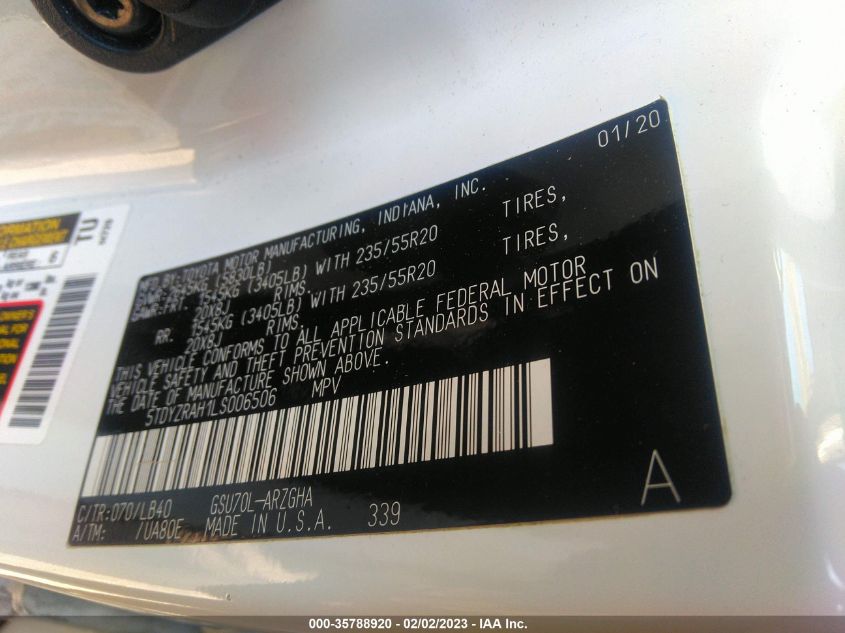 01/20
MFD.BY:TOYOTA MOTOR MANUFACTURING, INDIANA, INC.
GVWR: (5830LB)
GAWR:FRT. 1545KG (3405LB) WITH 235/55R20 TIRES,
20X8J RIMS,
RR. 1545KG (3405LB) WITH 235/55R20 TIRES,
20X8J RIMS.
THIS VEHICLE CONFORMS TO ALL APPLICABLE FEDERAL MOTOR
VEHICLE SAFETY AND THEFT PREVENTION STANDARDS IN EFFECT ON
THE DATE OF MANUFACTURE SHOWN ABOVE.
5TDYZRAH1LS006506 MPV
C/TR:070/LB40 GSU70L-ARZGHA
A/TM: /UA80E MADE IN U.S.A. 339 A
TU
000-35788920 - 02/02/2023 - IAA Inc.